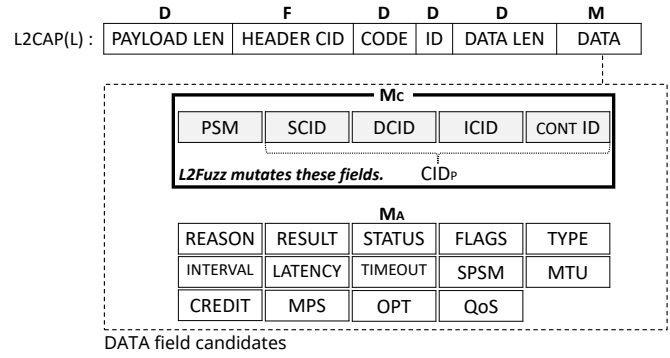 D F D D D M
L2CAP(L) : PAYLOAD LEN HEADER CID CODE ID DATA LEN DATA
MC
PSM SCID DCID ICID CONT ID
L2Fuzz mutates these fields. CIDP
MA
REASON RESULT STATUS FLAGS TYPE
INTERVAL LATENCY TIMEOUT SPSM MTU
CREDIT MPS OPT QoS
DATA field candidates